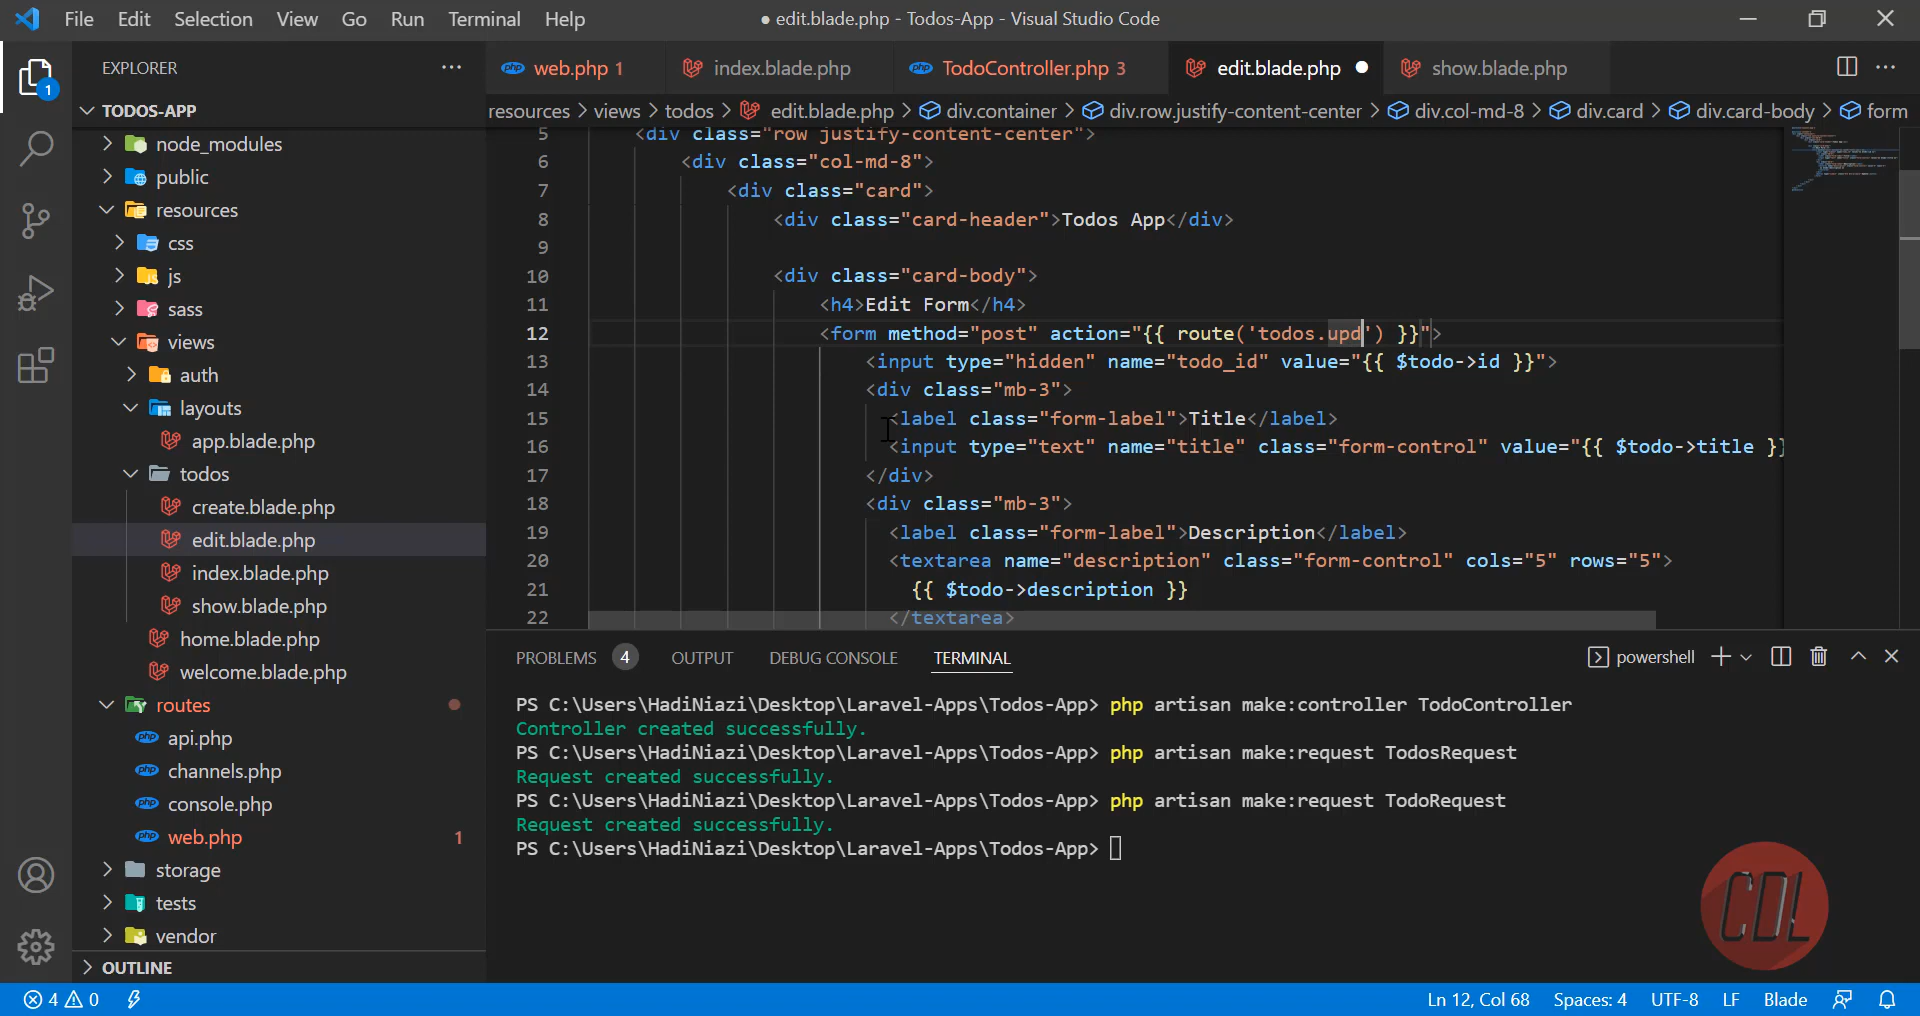 File Edit Selection View Go Run Terminal Help
● edit.blade.php - Todos-App - Visual Studio Code
EXPLORER
web.php 1
index.blade.php
TodoController.php 3
edit.blade.php
show.blade.php
resources > views > todos > edit.blade.php > div.container > div.row.justify-content-center > div.col-md-8 > div.card > div.card-body > form
1
TODOS-APP
node_modules
public
resources
css
js
sass
views
auth
layouts
app.blade.php
todos
create.blade.php
edit.blade.php
index.blade.php
show.blade.php
home.blade.php
welcome.blade.php
routes
api.php
channels.php
console.php
web.php 1
storage
tests
vendor
OUTLINE
5 <div class="row justify-content-center">
6 <div class="col-md-8">
7 <div class="card">
8 <div class="card-header">Todos App</div>
9
10 <div class="card-body">
11 <h4>Edit Form</h4>
12 <form method="post" action="{{ route('todos.upd') }}">
13 <input type="hidden" name="todo_id" value="{{ $todo->id }}">
14 <div class="mb-3">
15 <label class="form-label">Title</label>
16 <input type="text" name="title" class="form-control" value="{{ $todo->title }}
17 </div>
18 <div class="mb-3">
19 <label class="form-label">Description</label>
20 <textarea name="description" class="form-control" cols="5" rows="5">
21 {{ $todo->description }}
22 </textarea>
PROBLEMS 4 OUTPUT DEBUG CONSOLE TERMINAL
powershell
PS C:\Users\HadiNiazi\Desktop\Laravel-Apps\Todos-App> php artisan make:controller TodoController
Controller created successfully.
PS C:\Users\HadiNiazi\Desktop\Laravel-Apps\Todos-App> php artisan make:request TodosRequest
Request created successfully.
PS C:\Users\HadiNiazi\Desktop\Laravel-Apps\Todos-App> php artisan make:request TodoRequest
Request created successfully.
PS C:\Users\HadiNiazi\Desktop\Laravel-Apps\Todos-App>
CDL
4 0
Ln 12, Col 68 Spaces: 4 UTF-8 LF Blade